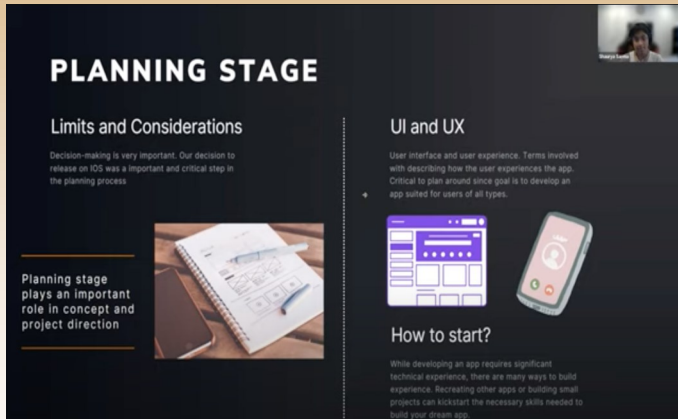 PLANNING STAGE
Limits and Considerations
Decision-making is very important. Our decision to
release on IOS was a important and critical step in
the planning process
Planning stage
plays an important
role in concept and
project direction
UI and UX
User interface and user experience. Terms involved
with describing how the user experiences the app.
Critical to plan around since goal is to develop an
app suited for users of all types.
How to start?
While developing an app requires significant
technical experience, there are many ways to build
experience. Recreating other apps or building small
projects can kickstart the necessary skills needed to
build your dream app.